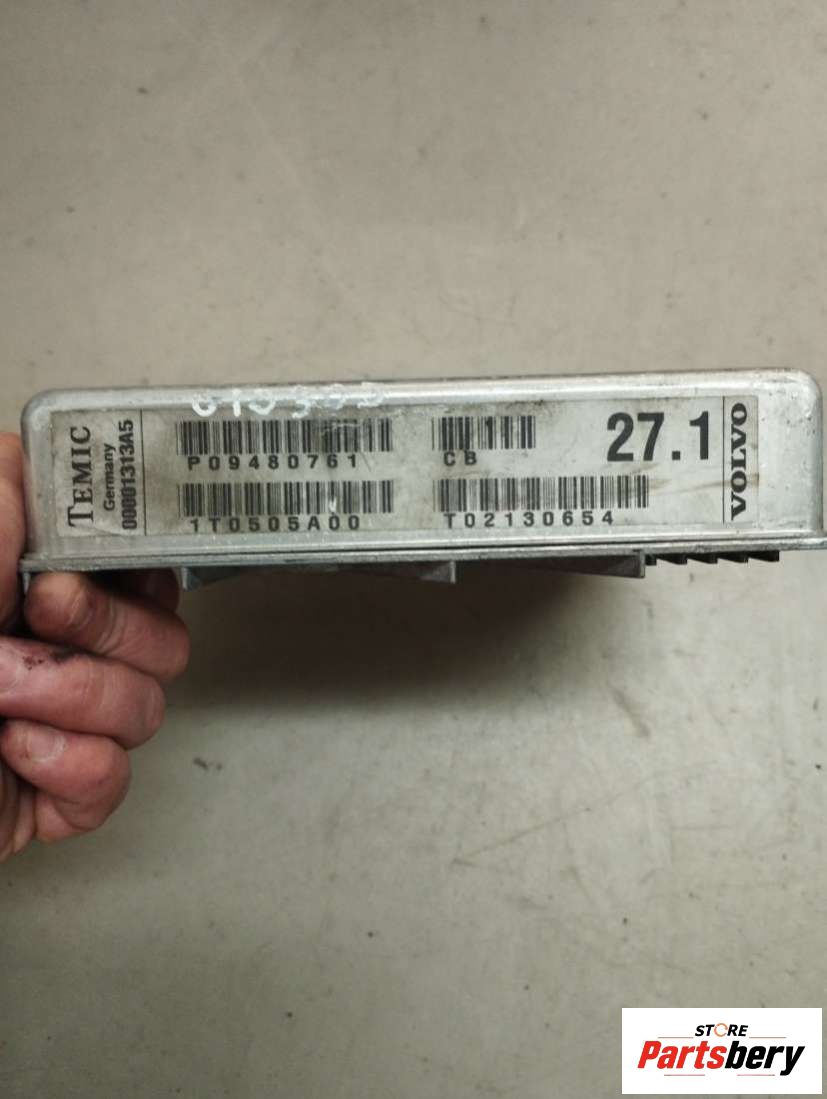 TEMIC
Germany
00001313A5
P09480761
CB
27.1
1T0505A00
T02130654
VOLVO
STORE
Partsbery